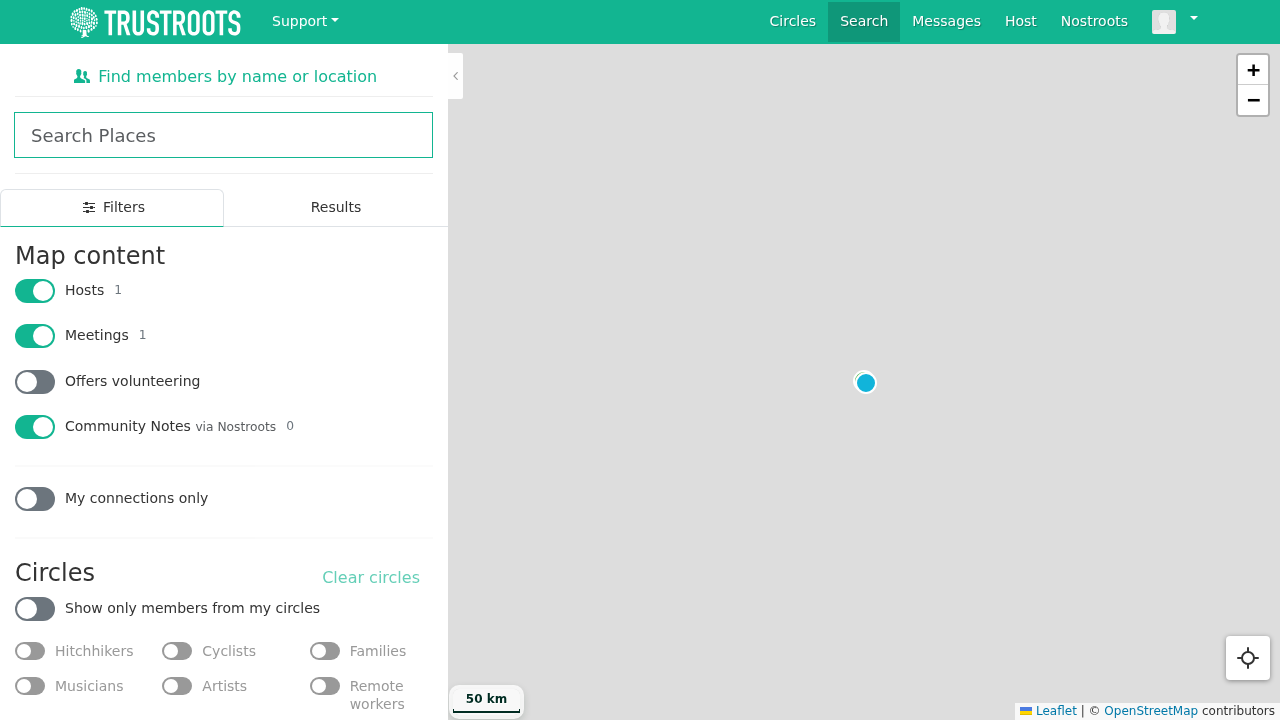 TRUSTROOTS Support Circles Search Messages Host Nostroots
Find members by name or location
Search Places
Filters Results
Map content
Hosts 1
Meetings 1
Offers volunteering
Community Notes via Nostroots 0
My connections only
Circles Clear circles
Show only members from my circles
Hitchhikers Cyclists Families
Musicians Artists Remote workers
+
−
50 km
Leaflet | © OpenStreetMap contributors